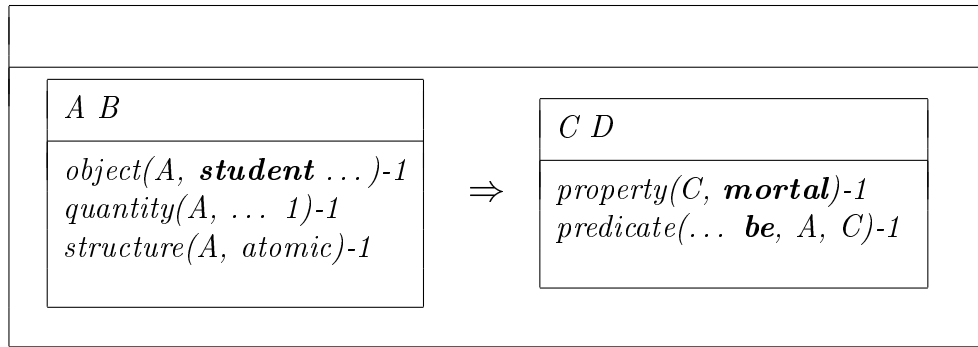 A B
object(A, student ...)-1
quantity(A, ... 1)-1
structure(A, atomic)-1
⇒
C D
property(C, mortal)-1
predicate(... be, A, C)-1